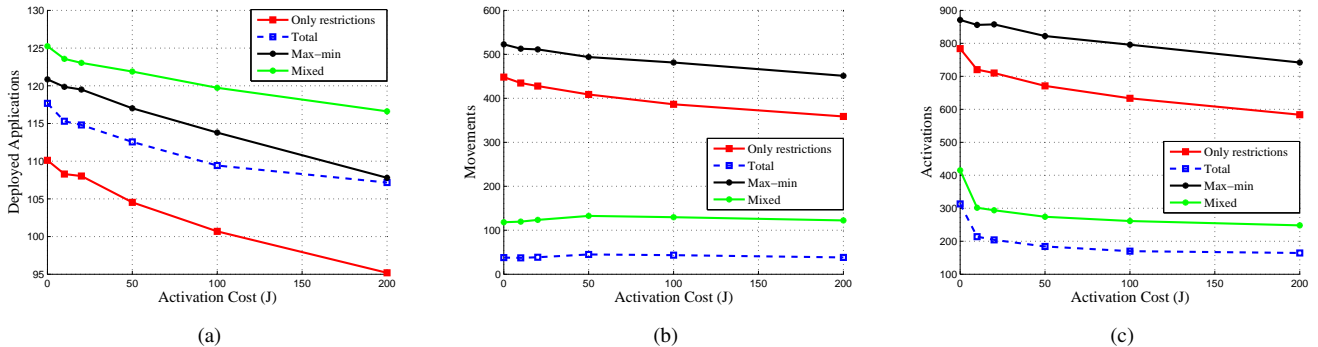 130
125
120
115
110
105
100
95
0 50 100 150 200
Deployed Applications
Activation Cost (J)
Only restrictions
Total
Max−min
Mixed
(a)
600
500
400
300
200
100
0
0 50 100 150 200
Movements
Activation Cost (J)
Only restrictions
Total
Max−min
Mixed
(b)
900
800
700
600
500
400
300
200
100
0 50 100 150 200
Activations
Activation Cost (J)
Only restrictions
Total
Max−min
Mixed
(c)